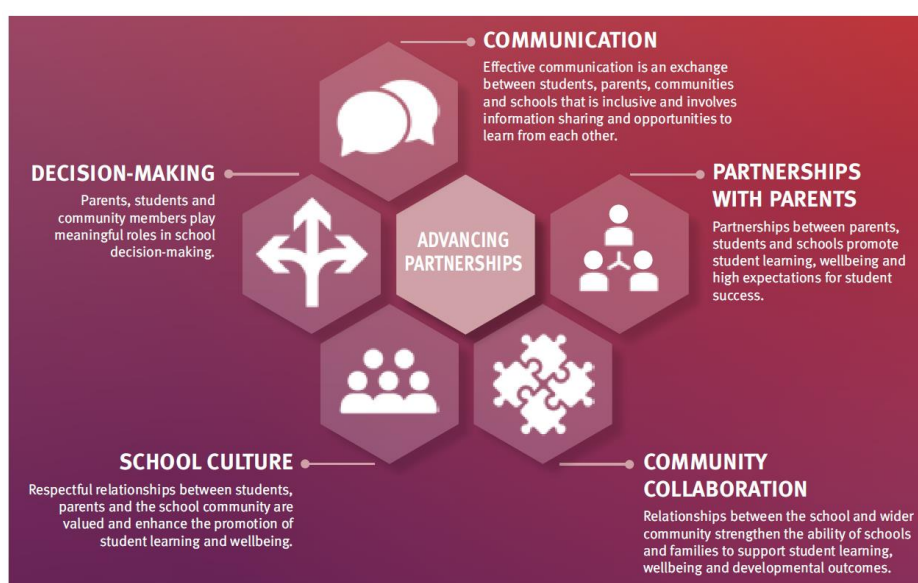 COMMUNICATION
Effective communication is an exchange
between students, parents, communities
and schools that is inclusive and involves
information sharing and opportunities to
learn from each other.
DECISION-MAKING
Parents, students and
community members play
meaningful roles in school
decision-making.
ADVANCING
PARTNERSHIPS
PARTNERSHIPS
WITH PARENTS
Partnerships between parents,
students and schools promote
student learning, wellbeing and
high expectations for student
success.
SCHOOL CULTURE
Respectful relationships between students,
parents and the school community are
valued and enhance the promotion of
student learning and wellbeing.
COMMUNITY
COLLABORATION
Relationships between the school and wider
community strengthen the ability of schools
and families to support student learning,
wellbeing and developmental outcomes.